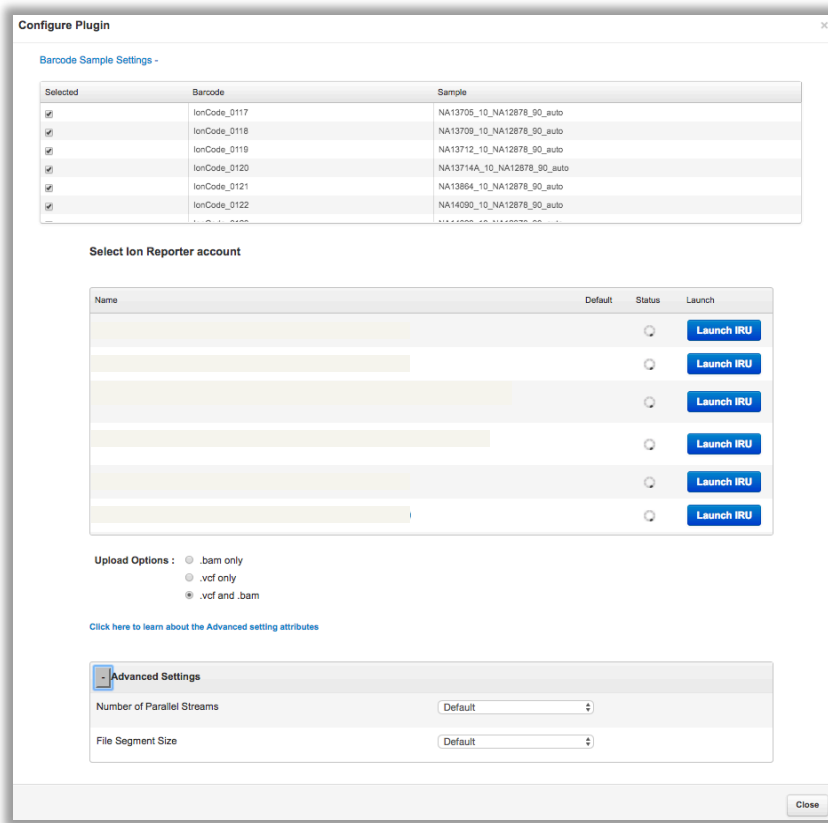 Configure Plugin ×
Barcode Sample Settings -
Selected Barcode Sample
IonCode_0117 NA13705_10_NA12878_90_auto
IonCode_0118 NA13709_10_NA12878_90_auto
IonCode_0119 NA13712_10_NA12878_90_auto
IonCode_0120 NA13714A_10_NA12878_90_auto
IonCode_0121 NA13864_10_NA12878_90_auto
IonCode_0122 NA14090_10_NA12878_90_auto
Select Ion Reporter account
Name Default Status Launch
Launch IRU
Launch IRU
Launch IRU
Launch IRU
Launch IRU
Launch IRU
Upload Options : .bam only
.vcf only
.vcf and .bam
Click here to learn about the Advanced setting attributes
- Advanced Settings
Number of Parallel Streams Default
File Segment Size Default
Close